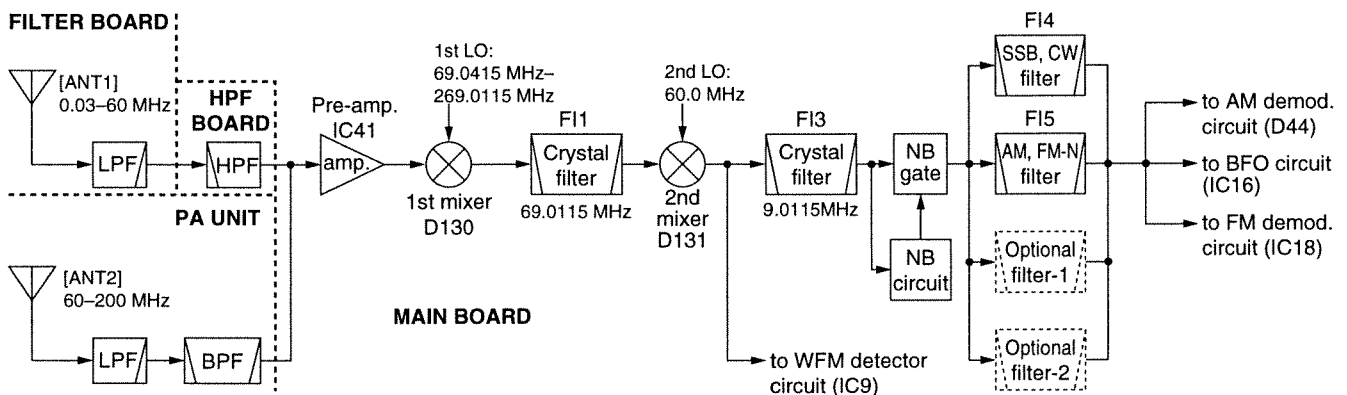 FILTER BOARD
[ANT1]
0.03–60 MHz
LPF
HPF
BOARD
HPF
Pre-amp.
IC41
amp.
1st LO:
69.0415 MHz–
269.0115 MHz
1st mixer
D130
FI1
Crystal
filter
69.0115 MHz
2nd LO:
60.0 MHz
2nd
mixer
D131
FI3
Crystal
filter
9.0115MHz
NB
gate
NB
circuit
FI4
SSB, CW
filter
FI5
AM, FM-N
filter
Optional
filter-1
Optional
filter-2
to AM demod.
circuit (D44)
to BFO circuit
(IC16)
to FM demod.
circuit (IC18)
PA UNIT
[ANT2]
60–200 MHz
LPF
BPF
MAIN BOARD
to WFM detector
circuit (IC9)